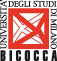 UNIVERSITÀ
DEGLI STUDI
DI MILANO
BICOCCA